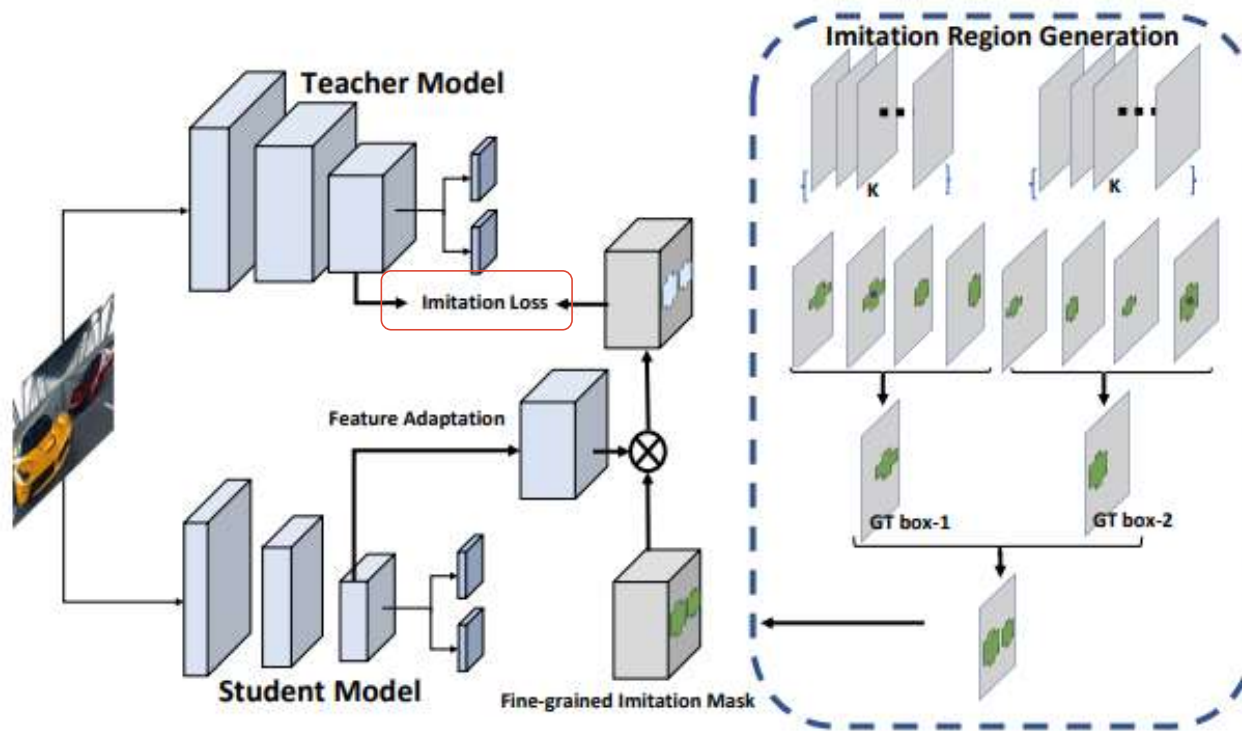 Imitation Region Generation
Teacher Model
K
K
Imitation Loss
Feature Adaptation
GT box-1
GT box-2
Student Model
Fine-grained Imitation Mask